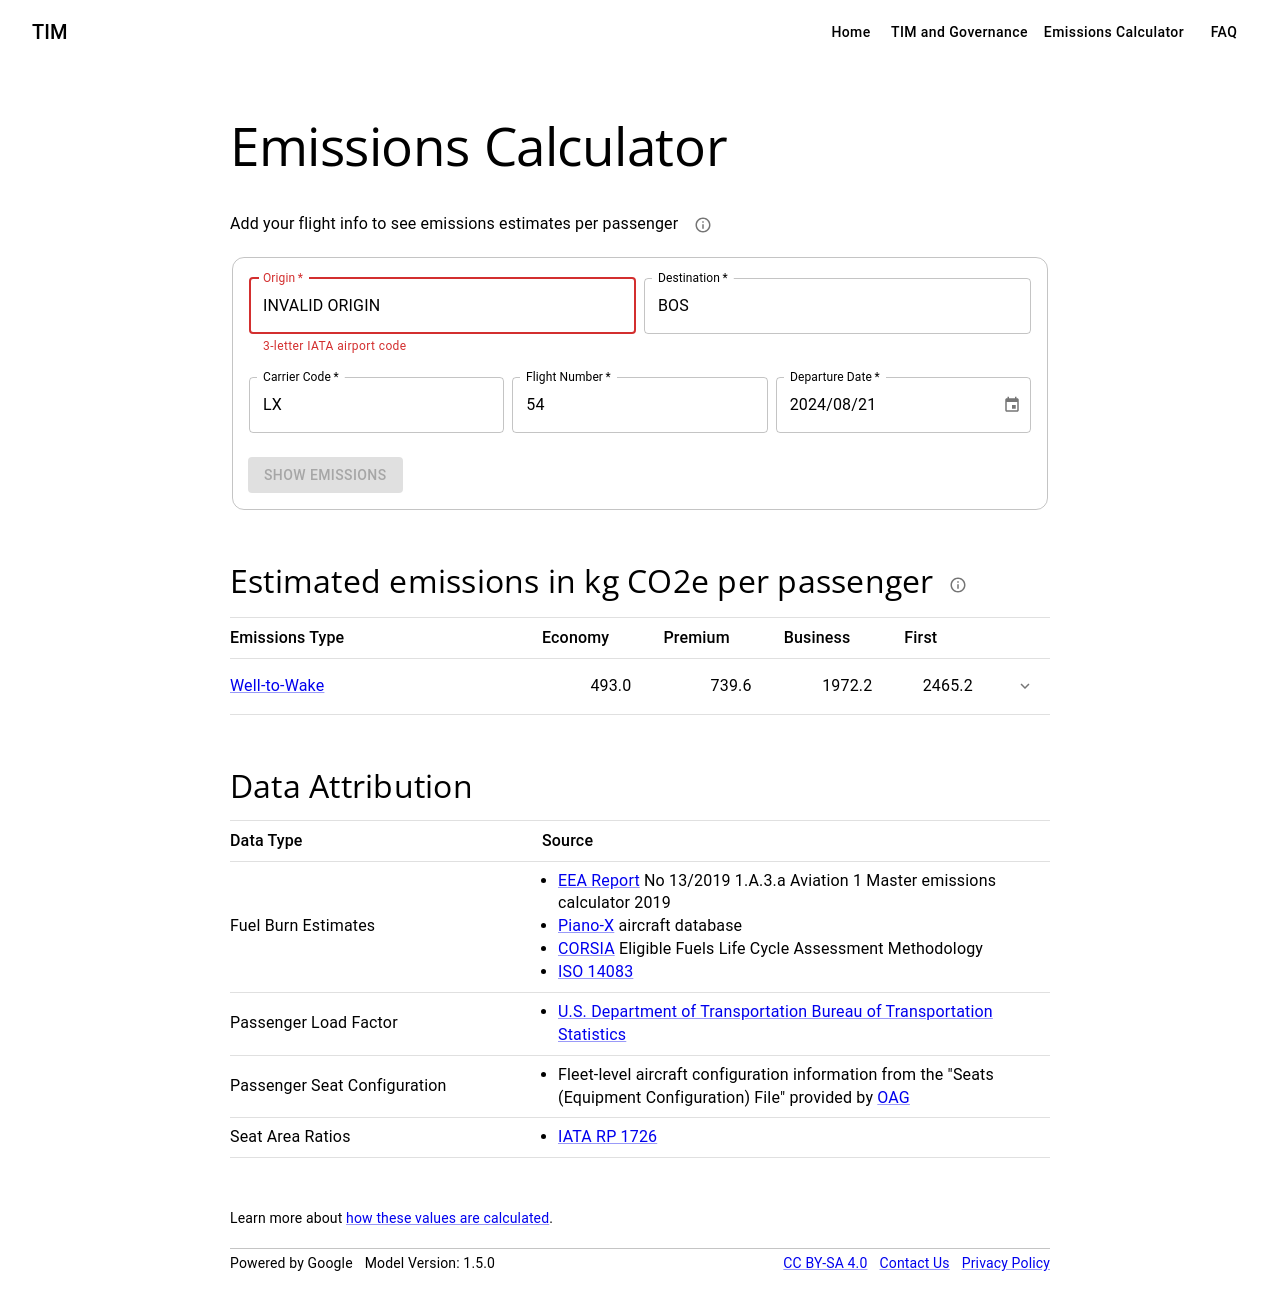 TIM
Home TIM and Governance Emissions Calculator FAQ
Emissions Calculator
Add your flight info to see emissions estimates per passenger
Origin *
INVALID ORIGIN
3-letter IATA airport code
Destination *
BOS
Carrier Code *
LX
Flight Number *
54
Departure Date *
2024/08/21
SHOW EMISSIONS
Estimated emissions in kg CO2e per passenger
Emissions Type Economy Premium Business First
Well-to-Wake 493.0 739.6 1972.2 2465.2
Data Attribution
Data Type Source
Fuel Burn Estimates
• EEA Report No 13/2019 1.A.3.a Aviation 1 Master emissions
calculator 2019
• Piano-X aircraft database
• CORSIA Eligible Fuels Life Cycle Assessment Methodology
• ISO 14083
Passenger Load Factor
• U.S. Department of Transportation Bureau of Transportation
Statistics
Passenger Seat Configuration
• Fleet-level aircraft configuration information from the "Seats
(Equipment Configuration) File" provided by OAG
Seat Area Ratios
• IATA RP 1726
Learn more about how these values are calculated.
Powered by Google Model Version: 1.5.0 CC BY-SA 4.0 Contact Us Privacy Policy